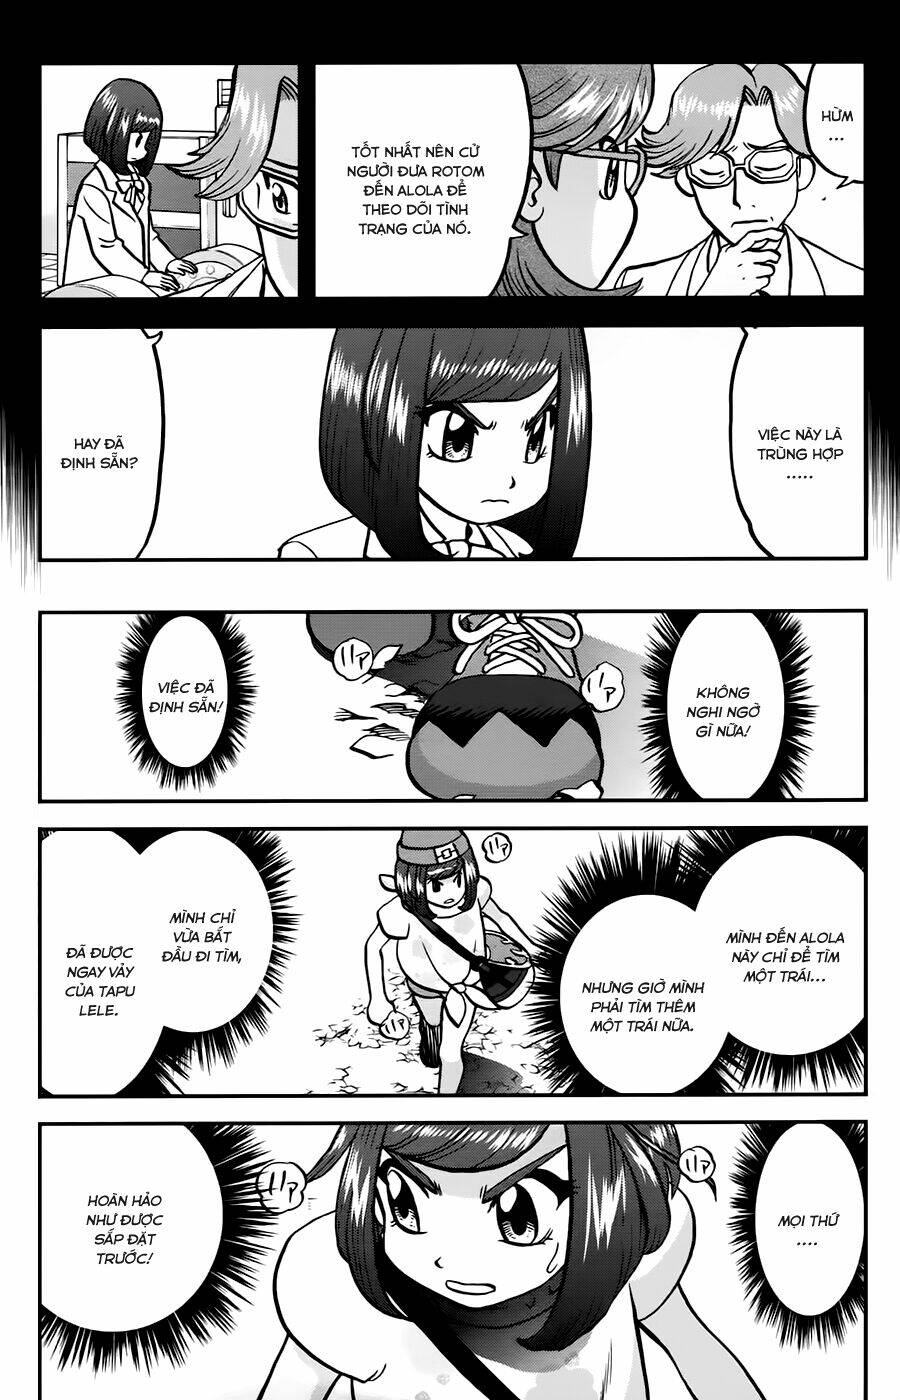 HỪM
...
TỐT NHẤT NÊN CỬ
NGƯỜI ĐƯA ROTOM
ĐẾN ALOLA ĐỂ
THEO DÕI TÌNH
TRẠNG CỦA NÓ.
VIỆC NÀY LÀ
TRÙNG HỢP
.....
HAY ĐÃ
ĐỊNH SẴN?
KHÔNG
NGHI NGỜ
GÌ NỮA!
VIỆC ĐÃ
ĐỊNH SẴN!
MÌNH ĐẾN ALOLA
NÀY CHỈ ĐỂ TÌM
MỘT TRÁI...
NHƯNG GIỜ MÌNH
PHẢI TÌM THÊM
MỘT TRÁI NỮA.
MÌNH CHỈ
VỪA BẮT
ĐẦU ĐI TÌM,
ĐÃ ĐƯỢC
NGAY VẢY
CỦA TAPU
LELE.
MỌI THỨ
....
HOÀN HẢO
NHƯ ĐƯỢC
SẮP ĐẶT
TRƯỚC!